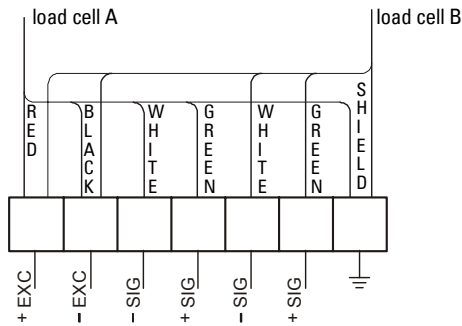 load cell A
load cell B
RED
BLACK
WHITE
GREEN
WHITE
GREEN
SHIELD
+ EXC
– EXC
– SIG
+ SIG
– SIG
+ SIG